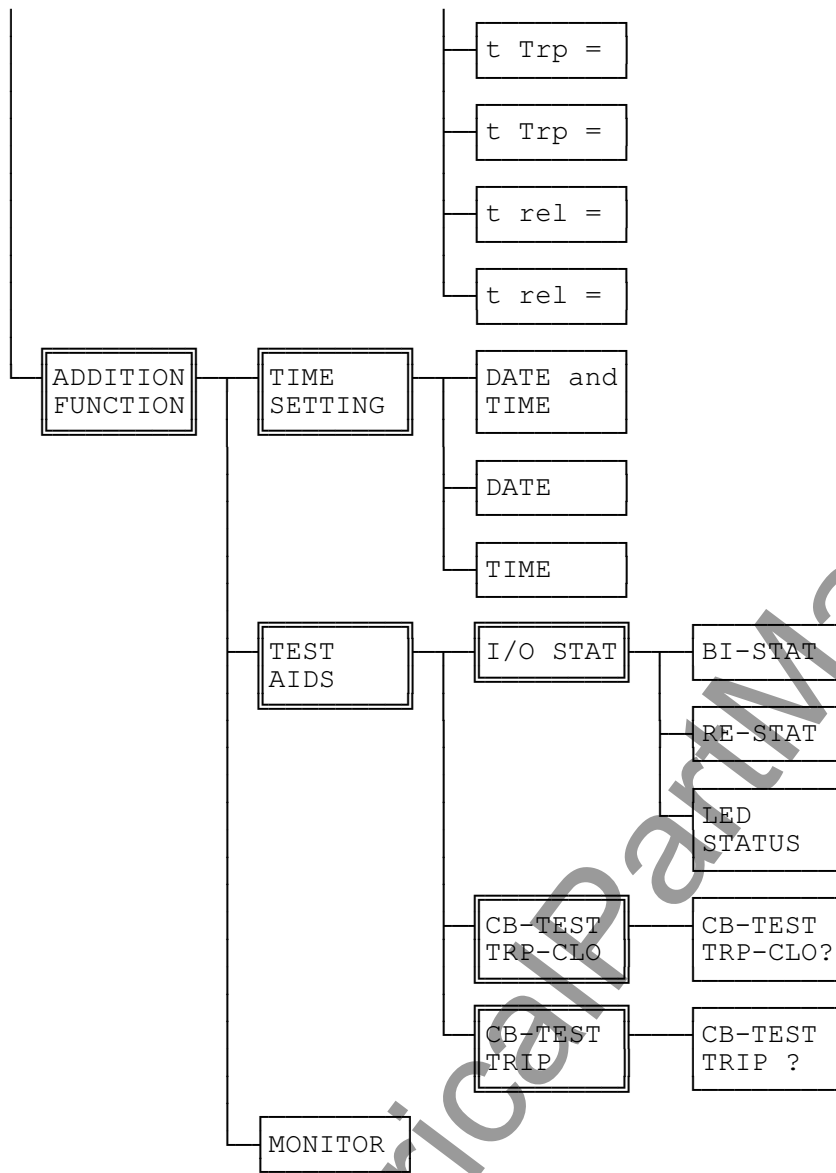 t Trp =
t Trp =
t rel =
t rel =
ADDITION
FUNCTION
TIME
SETTING
DATE and
TIME
DATE
TIME
TEST
AIDS
I/O STAT
BI-STAT
RE-STAT
LED
STATUS
CB-TEST
TRP-CLO
CB-TEST
TRP-CLO?
CB-TEST
TRIP
CB-TEST
TRIP ?
MONITOR
ricalPartMa